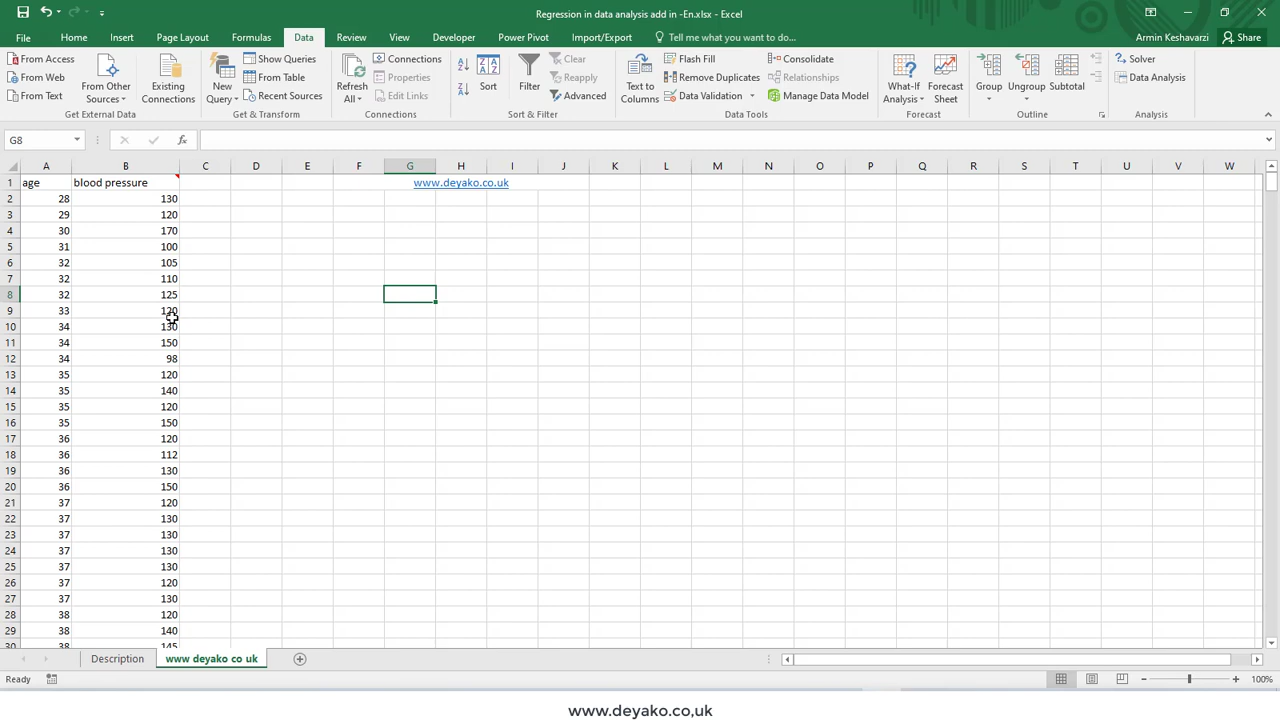 Regression in data analysis add in -En.xlsx - Excel
File Home Insert Page Layout Formulas Data Review View Developer Power Pivot Import/Export Tell me what you want to do... Armin Keshavarzi Share
From Access
From Web
From Text
From Other Sources
Existing Connections
Get External Data
New Query
Show Queries
From Table
Recent Sources
Get & Transform
Refresh All
Connections
Properties
Edit Links
Connections
Sort
Filter
Clear
Reapply
Advanced
Sort & Filter
Text to Columns
Flash Fill
Remove Duplicates
Data Validation
Consolidate
Relationships
Manage Data Model
Data Tools
What-If Analysis
Forecast Sheet
Forecast
Group
Ungroup
Subtotal
Outline
Solver
Data Analysis
Analysis
G8 fx
A B C D E F G H I J K L M N O P Q R S T U V W
1 age blood pressure www.deyako.co.uk
2 28 130
3 29 120
4 30 170
5 31 100
6 32 105
7 32 110
8 32 125
9 33 120
10 34 130
11 34 150
12 34 98
13 35 120
14 35 140
15 35 120
16 35 150
17 36 120
18 36 112
19 36 130
20 36 150
21 37 120
22 37 130
23 37 130
24 37 130
25 37 130
26 37 120
27 37 130
28 38 120
29 38 140
30 38 145
Description www deyako co uk
Ready 100%
www.deyako.co,uk